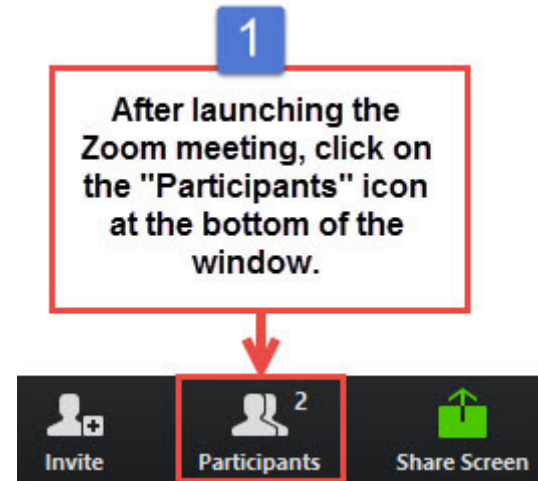 1
After launching the
Zoom meeting, click on
the "Participants" icon
at the bottom of the
window.
2
Invite
Participants
Share Screen